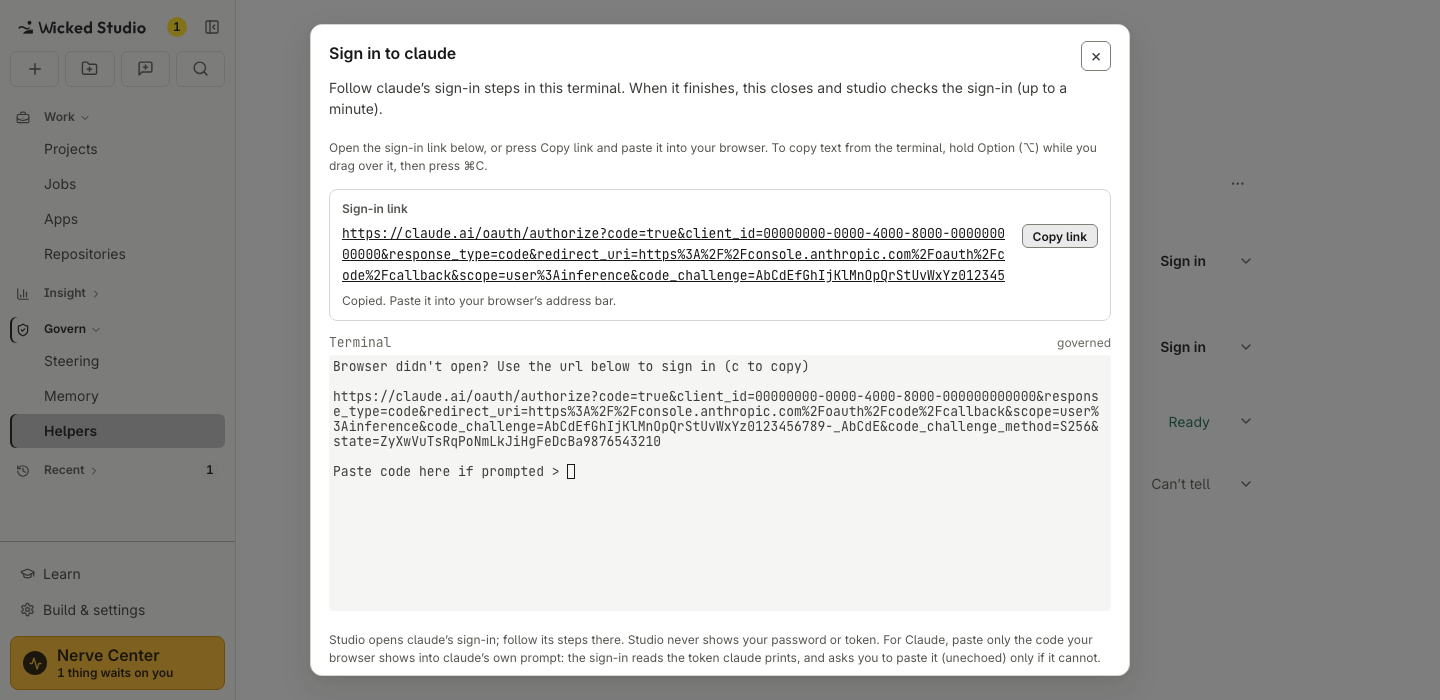 Wicked Studio
1
Work
Projects
Jobs
Apps
Repositories
Insight
Govern
Steering
Memory
Helpers
Recent
1
Learn
Build & settings
Nerve Center
1 thing waits on you
Sign in to claude
Follow claude’s sign-in steps in this terminal. When it finishes, this closes and studio checks the sign-in (up to a
minute).
Open the sign-in link below, or press Copy link and paste it into your browser. To copy text from the terminal, hold Option (⌥) while you
drag over it, then press ⌘C.
Sign-in link
https://claude.ai/oauth/authorize?code=true&client_id=00000000-0000-4000-8000-0000000
00000&response_type=code&redirect_uri=https%3A%2F%2Fconsole.anthropic.com%2Foauth%2Fc
ode%2Fcallback&scope=user%3Ainference&code_challenge=AbCdEfGhIjKlMnOpQrStUvWxYz012345
Copy link
Copied. Paste it into your browser’s address bar.
Terminal
governed
Browser didn't open? Use the url below to sign in (c to copy)
https://claude.ai/oauth/authorize?code=true&client_id=00000000-0000-4000-8000-000000000000&respons
e_type=code&redirect_uri=https%3A%2F%2Fconsole.anthropic.com%2Foauth%2Fcode%2Fcallback&scope=user%
3Ainference&code_challenge=AbCdEfGhIjKlMnOpQrStUvWxYz0123456789-_AbCdE&code_challenge_method=S256&
state=ZyXwVuTsRqPoNmLkJiHgFeDcBa9876543210
Paste code here if prompted >
Studio opens claude’s sign-in; follow its steps there. Studio never shows your password or token. For Claude, paste only the code your
browser shows into claude’s own prompt: the sign-in reads the token claude prints, and asks you to paste it (unechoed) only if it cannot.
Sign in
Sign in
Ready
Can’t tell